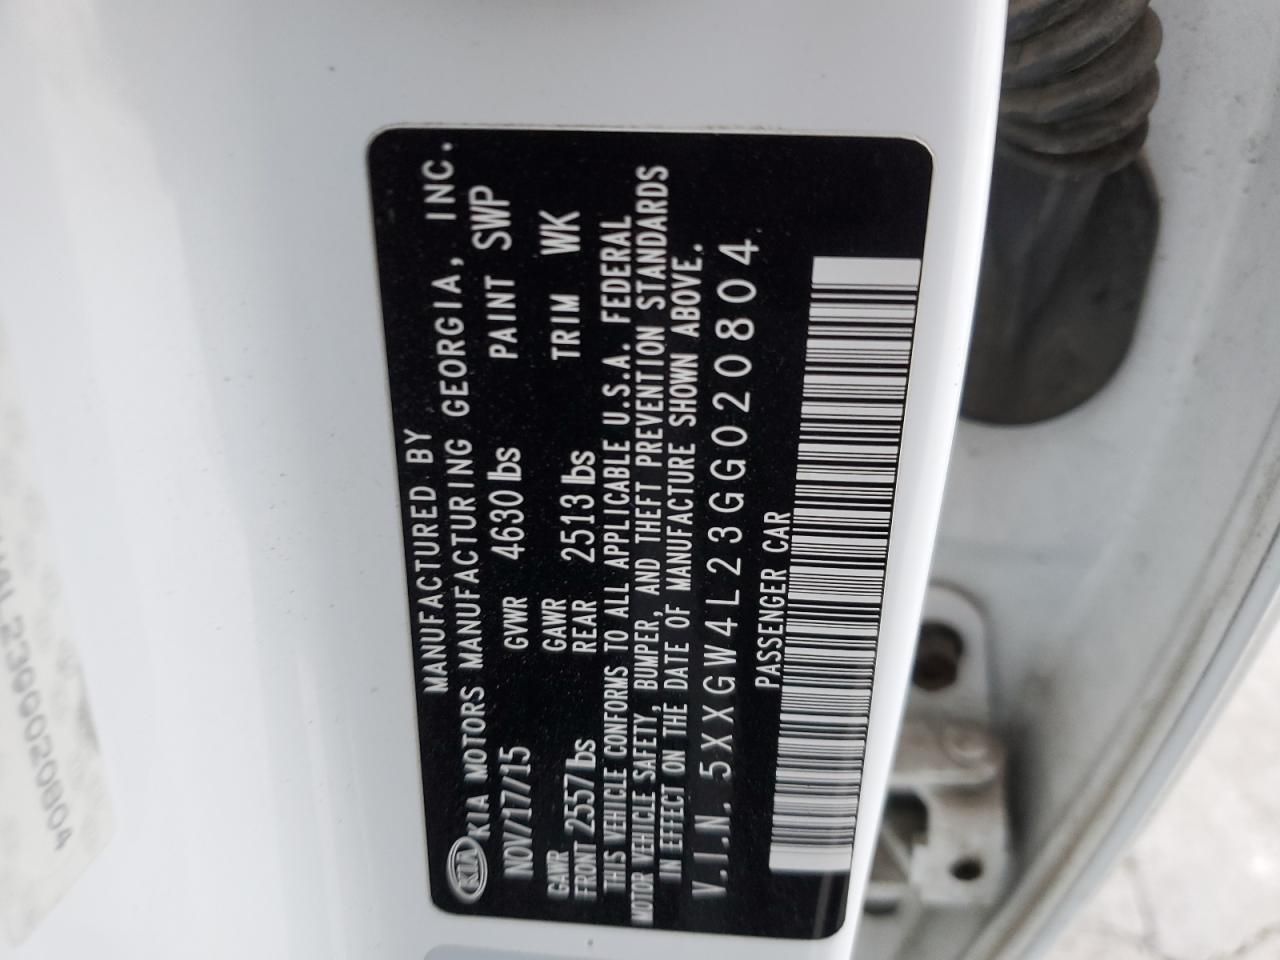 MANUFACTURED BY
KIA KIA MOTORS MANUFACTURING GEORGIA, INC.
NOV/17/15 GVWR 4630 lbs PAINT SWP
GAWR FRONT 2557 lbs GAWR REAR 2513 lbs TRIM WK
THIS VEHICLE CONFORMS TO ALL APPLICABLE U.S.A. FEDERAL
MOTOR VEHICLE SAFETY, BUMPER, AND THEFT PREVENTION STANDARDS
IN EFFECT ON THE DATE OF MANUFACTURE SHOWN ABOVE.
V.I.N. 5XXGW4L23GG020804
PASSENGER CAR
4L23GG020804